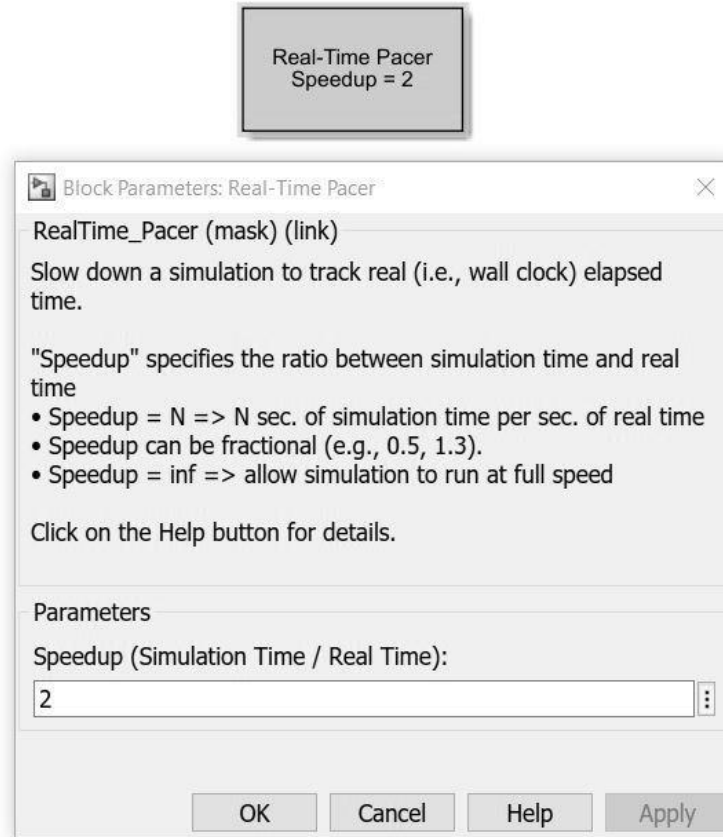 Real-Time Pacer
Speedup = 2
Block Parameters: Real-Time Pacer
RealTime_Pacer (mask) (link)
Slow down a simulation to track real (i.e., wall clock) elapsed
time.
"Speedup" specifies the ratio between simulation time and real
time
• Speedup = N => N sec. of simulation time per sec. of real time
• Speedup can be fractional (e.g., 0.5, 1.3).
• Speedup = inf => allow simulation to run at full speed
Click on the Help button for details.
Parameters
Speedup (Simulation Time / Real Time):
2
OK Cancel Help Apply